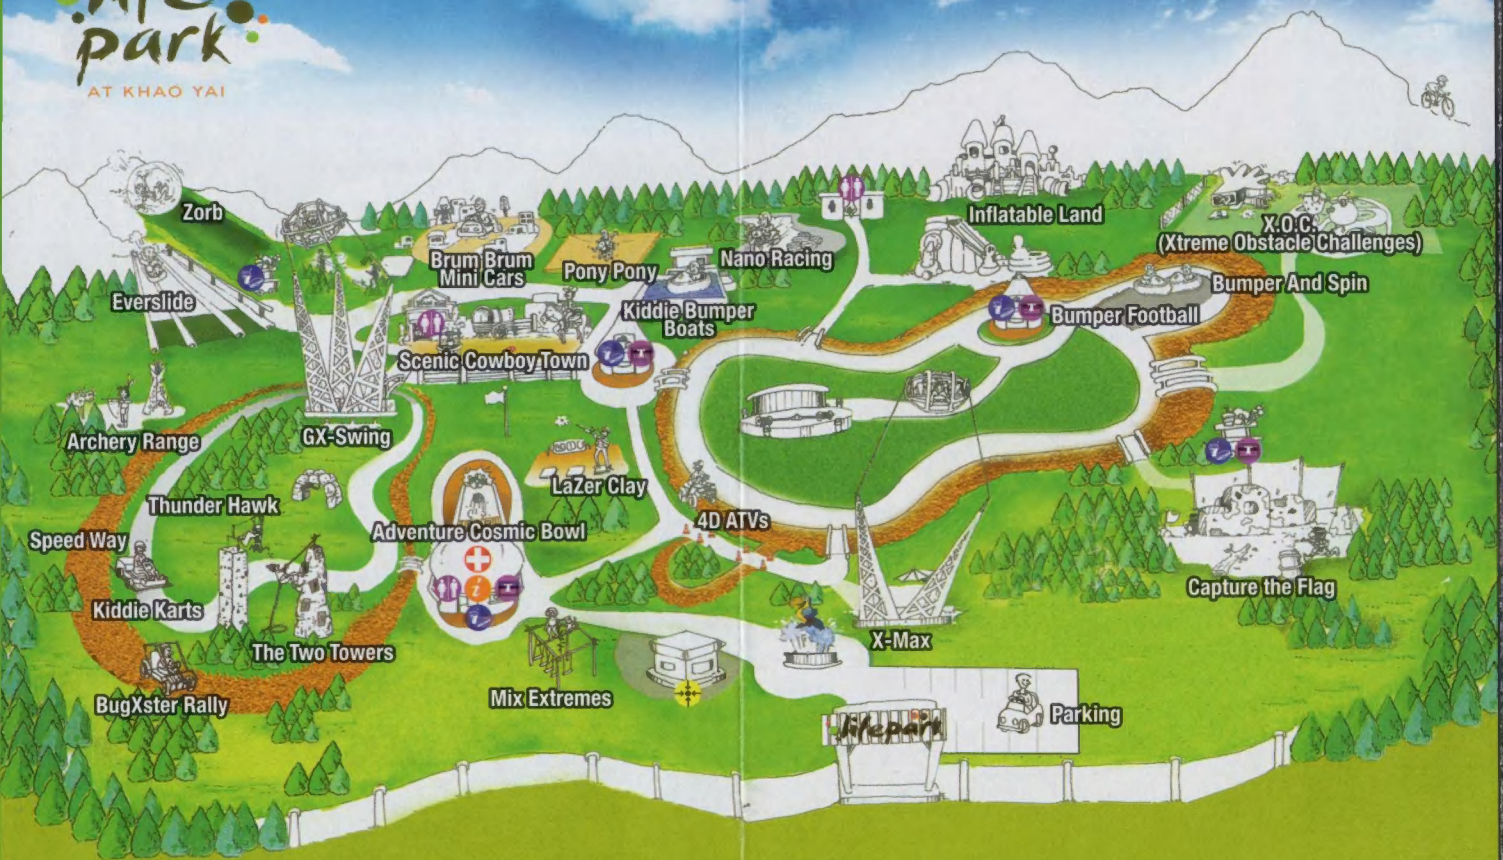 park
AT KHAO YAI
Zorb
Inflatable Land
X.O.C.
(Xtreme Obstacle Challenges)
Brum Brum
Mini Cars
Pony Pony
Nano Racing
Bumper And Spin
Everslide
Kiddie Bumper
Boats
Bumper Football
Scenic Cowboy Town
Archery Range
GX-Swing
LaZer Clay
Thunder Hawk
4D ATVs
Speed Way
Adventure Cosmic Bowl
i
Capture the Flag
Kiddie Karts
The Two Towers
X-Max
Mix Extremes
BugXster Rally
Parking
life park